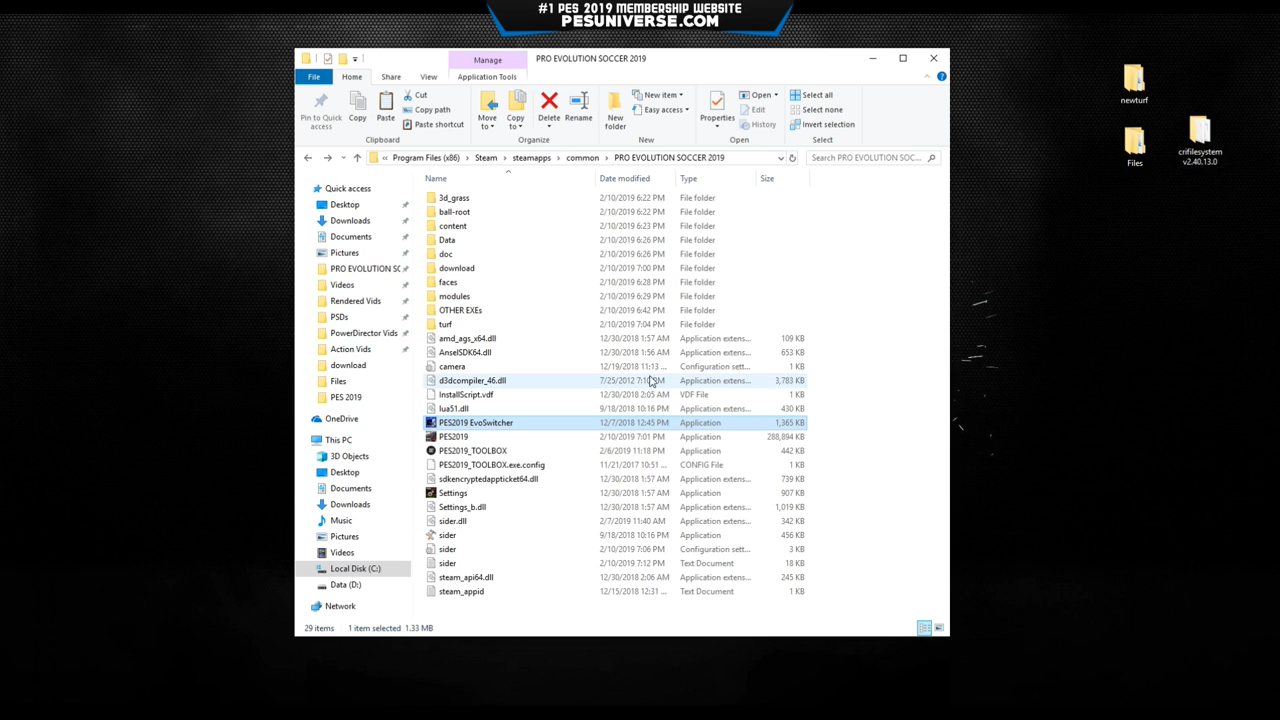 #1 PES 2019 MEMBERSHIP WEBSITE
PESUNIVERSE.COM
Manage
PRO EVOLUTION SOCCER 2019
File
Home
Share
View
Application Tools
Pin to Quick access
Copy
Paste
Cut
Copy path
Paste shortcut
Clipboard
Move to
Copy to
Delete
Rename
Organize
New folder
New item
Easy access
New
Properties
Open
Edit
History
Open
Select all
Select none
Invert selection
Select
« Program Files (x86) > Steam > steamapps > common > PRO EVOLUTION SOCCER 2019
Search PRO EVOLUTION SOC...
Name Date modified Type Size
Quick access
Desktop
Downloads
Documents
Pictures
PRO EVOLUTION SC
Videos
Rendered Vids
PSDs
PowerDirector Vids
Action Vids
download
Files
PES 2019
OneDrive
This PC
3D Objects
Desktop
Documents
Downloads
Music
Pictures
Videos
Local Disk (C:)
Data (D:)
Network
3d_grass 2/10/2019 6:22 PM File folder
ball-root 2/10/2019 6:22 PM File folder
content 2/10/2019 6:23 PM File folder
Data 2/10/2019 6:26 PM File folder
doc 2/10/2019 6:26 PM File folder
download 2/10/2019 7:00 PM File folder
faces 2/10/2019 6:28 PM File folder
modules 2/10/2019 6:29 PM File folder
OTHER EXEs 2/10/2019 6:42 PM File folder
turf 2/10/2019 7:04 PM File folder
amd_ags_x64.dll 12/30/2018 1:57 AM Application extens... 109 KB
AnselSDK64.dll 12/30/2018 1:56 AM Application extens... 653 KB
camera 12/19/2018 11:13 ... Configuration sett... 1 KB
d3dcompiler_46.dll 7/25/2012 Application extens... 3,783 KB
InstallScript.vdf 12/30/2018 2:05 AM VDF File 1 KB
lua51.dll 9/18/2018 10:16 PM Application extens... 430 KB
PES2019 EvoSwitcher 12/7/2018 12:45 PM Application 1,365 KB
PES2019 2/10/2019 7:01 PM Application 288,894 KB
PES2019_TOOLBOX 2/6/2019 11:18 PM Application 442 KB
PES2019_TOOLBOX.exe.config 11/21/2017 10:51 ... CONFIG File 1 KB
sdkencryptedappticket64.dll 12/30/2018 1:57 AM Application extens... 739 KB
Settings 12/30/2018 1:57 AM Application 907 KB
Settings_b.dll 12/30/2018 1:57 AM Application extens... 1,019 KB
sider.dll 2/7/2019 11:40 AM Application extens... 342 KB
sider 9/18/2018 10:16 PM Application 456 KB
sider 2/10/2019 7:06 PM Configuration sett... 3 KB
sider 2/10/2019 7:12 PM Text Document 18 KB
steam_api64.dll 12/30/2018 2:06 AM Application extens... 245 KB
steam_appid 12/15/2018 12:31 ... Text Document 1 KB
29 items 1 item selected 1.33 MB
newturf
Files
crifilesystem
v2.40.13.0